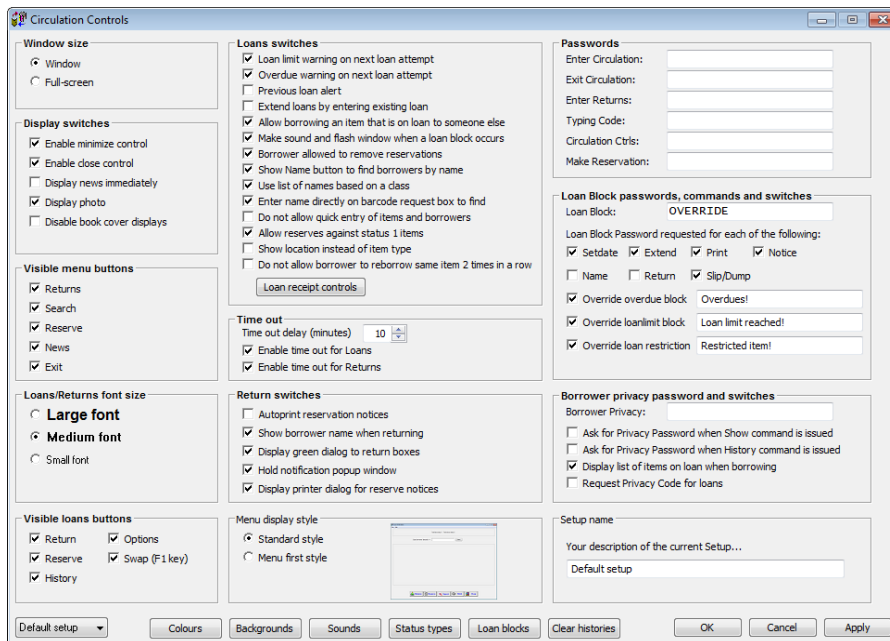 Circulation Controls
Window size
Window
Full-screen
Display switches
Enable minimize control
Enable close control
Display news immediately
Display photo
Disable book cover displays
Visible menu buttons
Returns
Search
Reserve
News
Exit
Loans/Returns font size
Large font
Medium font
Small font
Visible loans buttons
Return Options
Reserve Swap (F1 key)
History
Loans switches
Loan limit warning on next loan attempt
Overdue warning on next loan attempt
Previous loan alert
Extend loans by entering existing loan
Allow borrowing an item that is on loan to someone else
Make sound and flash window when a loan block occurs
Borrower allowed to remove reservations
Show Name button to find borrowers by name
Use list of names based on a class
Enter name directly on barcode request box to find
Do not allow quick entry of items and borrowers
Allow reserves against status 1 items
Show location instead of item type
Do not allow borrower to reborrow same item 2 times in a row
Loan receipt controls
Time out
Time out delay (minutes) 10
Enable time out for Loans
Enable time out for Returns
Return switches
Autoprint reservation notices
Show borrower name when returning
Display green dialog to return boxes
Hold notification popup window
Display printer dialog for reserve notices
Menu display style
Standard style
Menu first style
Passwords
Enter Circulation:
Exit Circulation:
Enter Returns:
Typing Code:
Circulation Ctrls:
Make Reservation:
Loan Block passwords, commands and switches
Loan Block: OVERRIDE
Loan Block Password requested for each of the following:
Setdate Extend Print Notice
Name Return Slip/Dump
Override overdue block Overdues!
Override loanlimit block Loan limit reached!
Override loan restriction Restricted item!
Borrower privacy password and switches
Borrower Privacy:
Ask for Privacy Password when Show command is issued
Ask for Privacy Password when History command is issued
Display list of items on loan when borrowing
Request Privacy Code for loans
Setup name
Your description of the current Setup...
Default setup
Default setup Colours Backgrounds Sounds Status types Loan blocks Clear histories OK Cancel Apply